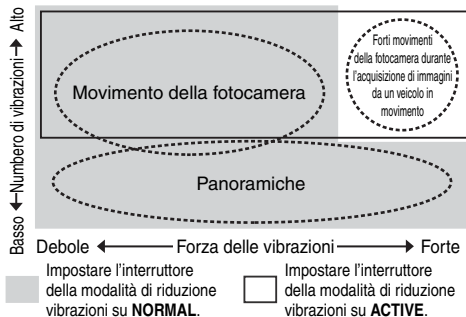 Basso ←Numbero di vibrazioni→ Alto
Movimento della fotocamera
Forti movimenti
della fotocamera durante
l'acquisizione di immagini
da un veicolo in
movimento
Panoramiche
Debole ← Forza delle vibrazioni → Forte
Impostare l'interruttore
della modalità di riduzione
vibrazioni su NORMAL.
Impostare l'interruttore
della modalità di riduzione
vibrazioni su ACTIVE.